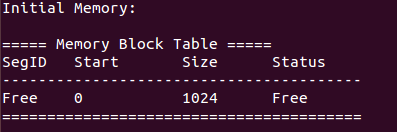 Initial Memory:
===== Memory Block Table =====
SegID   Start       Size      Status
----------------------------------------
Free    0           1024      Free
========================================